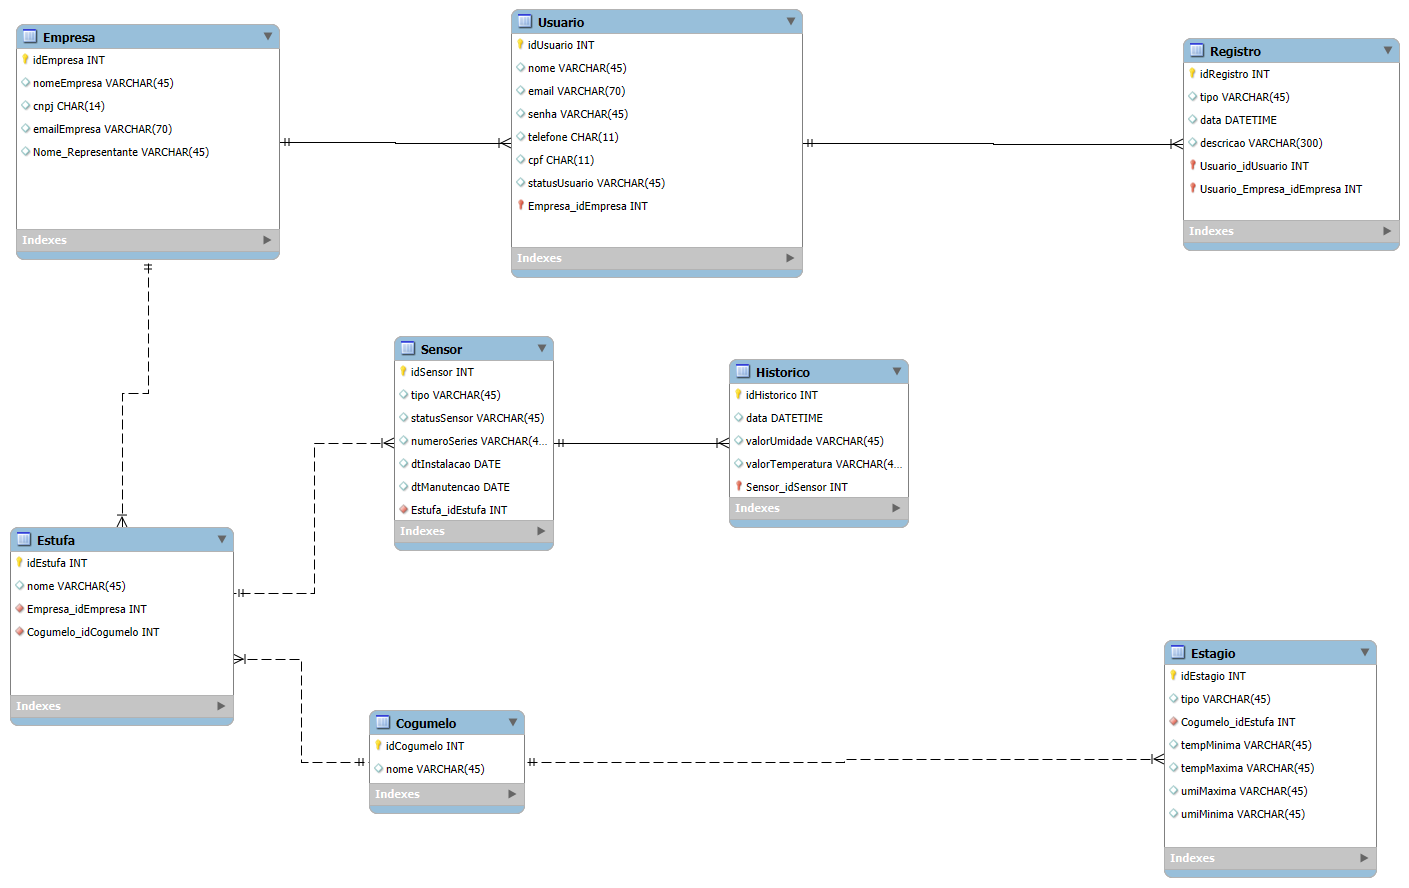 Empresa
idEmpresa INT
nomeEmpresa VARCHAR(45)
cnpj CHAR(14)
emailEmpresa VARCHAR(70)
Nome_Representante VARCHAR(45)
Indexes
Usuario
idUsuario INT
nome VARCHAR(45)
email VARCHAR(70)
senha VARCHAR(45)
telefone CHAR(11)
cpf CHAR(11)
statusUsuario VARCHAR(45)
Empresa_idEmpresa INT
Indexes
Registro
idRegistro INT
tipo VARCHAR(45)
data DATETIME
descricao VARCHAR(300)
Usuario_idUsuario INT
Usuario_Empresa_idEmpresa INT
Indexes
Sensor
idSensor INT
tipo VARCHAR(45)
statusSensor VARCHAR(45)
numeroSeries VARCHAR(4...
dtInstalacao DATE
dtManutencao DATE
Estufa_idEstufa INT
Indexes
Historico
idHistorico INT
data DATETIME
valorUmidade VARCHAR(45)
valorTemperatura VARCHAR(4...
Sensor_idSensor INT
Indexes
Estufa
idEstufa INT
nome VARCHAR(45)
Empresa_idEmpresa INT
Cogumelo_idCogumelo INT
Indexes
Cogumelo
idCogumelo INT
nome VARCHAR(45)
Indexes
Estagio
idEstagio INT
tipo VARCHAR(45)
Cogumelo_idEstufa INT
tempMinima VARCHAR(45)
tempMaxima VARCHAR(45)
umiMaxima VARCHAR(45)
umiMinima VARCHAR(45)
Indexes